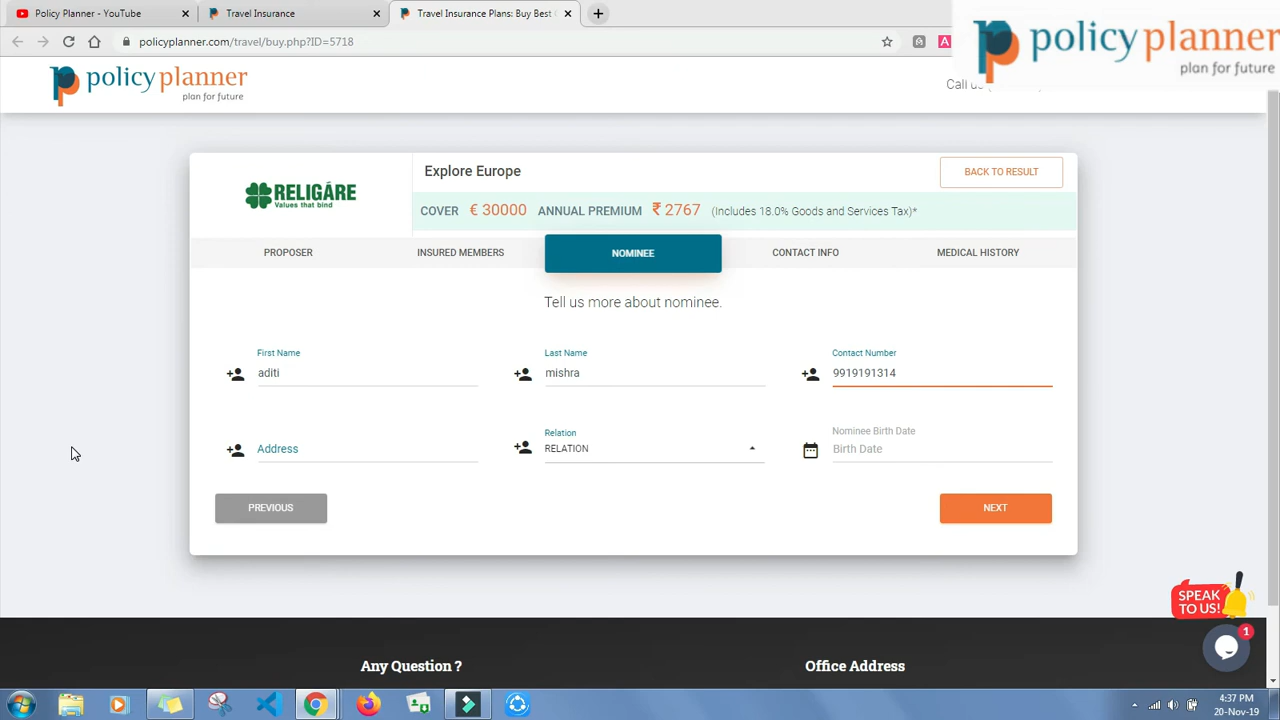 Policy Planner - YouTube
Travel Insurance
Travel Insurance Plans: Buy Best
policyplanner.com/travel/buy.php?ID=5718
policyplanner
plan for future
policyplanner
plan for future
Call us
RELIGARE
Values that bind
Explore Europe
BACK TO RESULT
COVER € 30000 ANNUAL PREMIUM ₹ 2767 (Includes 18.0% Goods and Services Tax)*
PROPOSER
INSURED MEMBERS
NOMINEE
CONTACT INFO
MEDICAL HISTORY
Tell us more about nominee.
First Name
Last Name
Contact Number
aditi
mishra
9919191314
Relation
Nominee Birth Date
Address
RELATION
Birth Date
PREVIOUS
NEXT
SPEAK
TO US!
1
Any Question ?
Office Address
4:37 PM
20-Nov-19